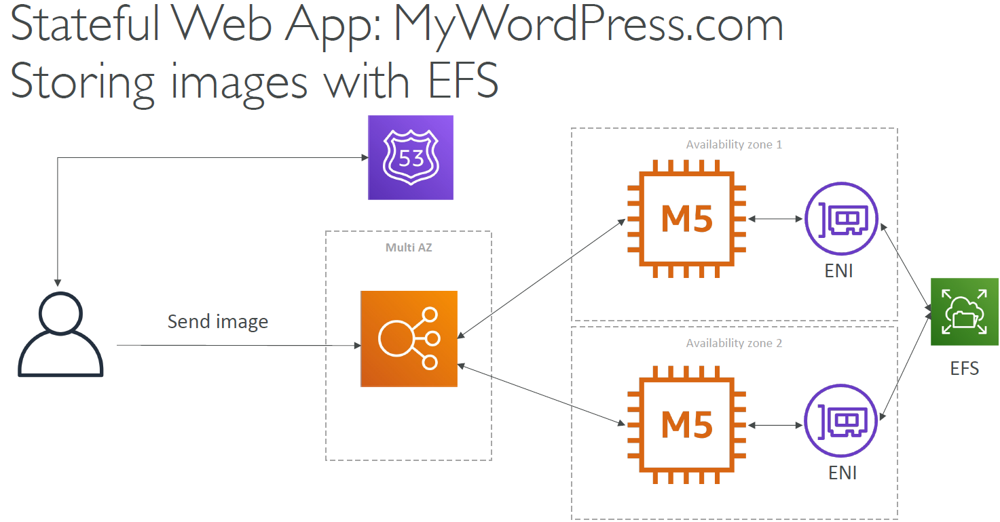 Stateful Web App: MyWordPress.com
Storing images with EFS
53
Availability zone 1
M5
ENI
Multi AZ
Send image
EFS
Availability zone 2
M5
ENI